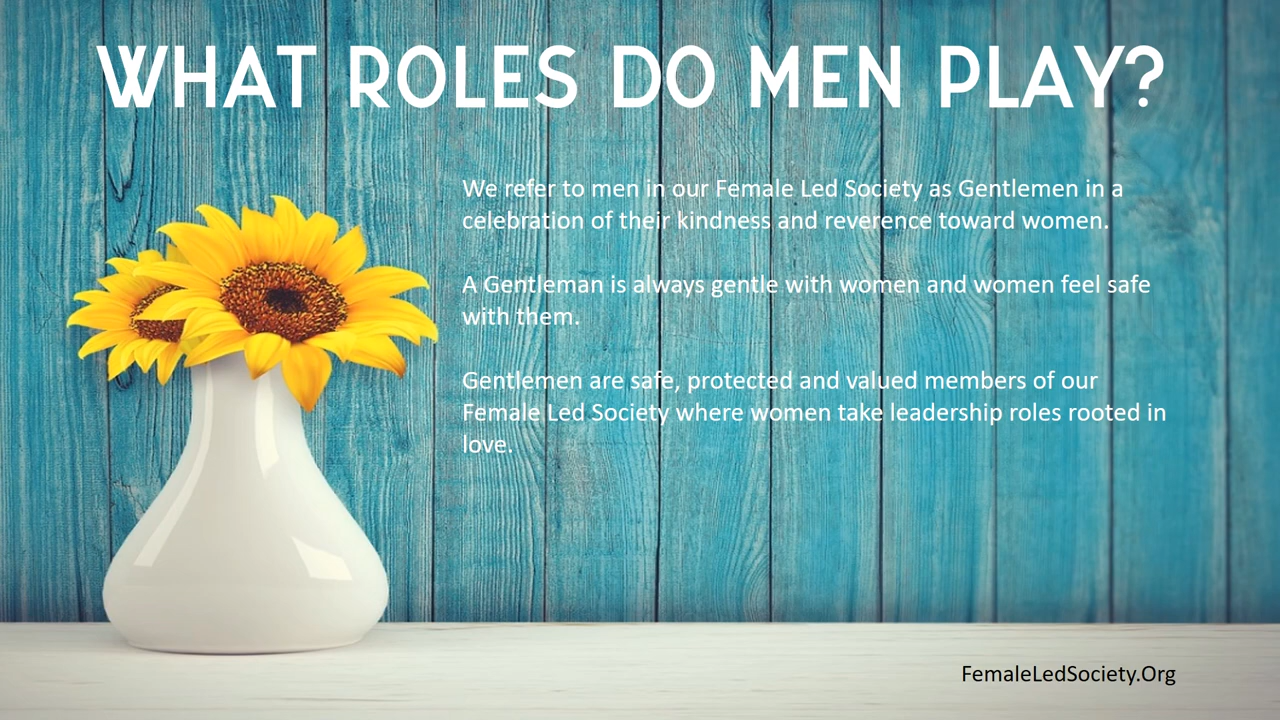 WHAT ROLES DO MEN PLAY?
We refer to men in our Female Led Society as Gentlemen in a
celebration of their kindness and reverence toward women.
A Gentleman is always gentle with women and women feel safe
with them.
Gentlemen are safe, protected and valued members of our
Female Led Society where women take leadership roles rooted in
love.
FemaleLedSociety.Org